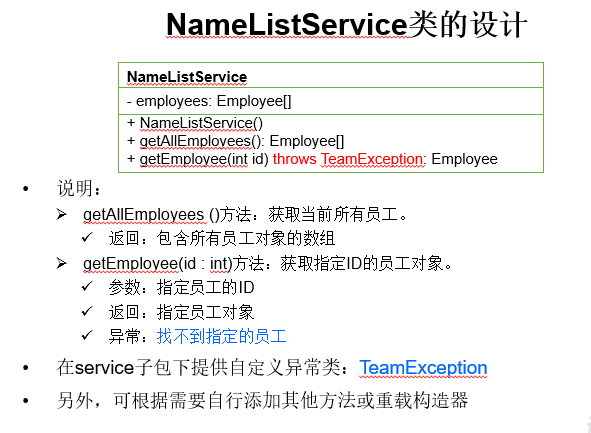 NameListService类的设计
NameListService
- employees: Employee[]
+ NameListService()
+ getAllEmployees(): Employee[]
+ getEmployee(int id) throws TeamException: Employee
• 说明：
➢ getAllEmployees ()方法：获取当前所有员工。
✓ 返回：包含所有员工对象的数组
➢ getEmployee(id : int)方法：获取指定ID的员工对象。
✓ 参数：指定员工的ID
✓ 返回：指定员工对象
✓ 异常：找不到指定的员工
• 在service子包下提供自定义异常类：TeamException
• 另外，可根据需要自行添加其他方法或重载构造器